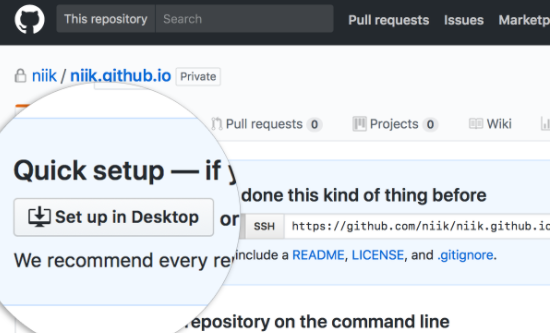 This repository Search Pull requests Issues Marketp
niik / niik.github.io Private
Pull requests 0 Projects 0 Wiki
Quick setup — if y
done this kind of thing before
Set up in Desktop or SSH https://github.com/niik/niik.github.io
We recommend every re
include a README, LICENSE, and .gitignore.
repository on the command line